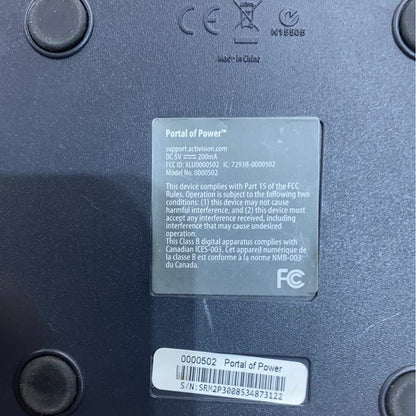 CE
N15505
Made in China
Portal of Power™
support.activision.com
DC 5V ⎓ 200mA
FCC ID: XLU0000502 IC: 7293B-0000502
Model No. 0000502
This device complies with Part 15 of the FCC
Rules. Operation is subject to the following two
conditions: (1) this device may not cause
harmful interference, and (2) this device must
accept any interference received, including
interference that may cause undesired
operation.
This Class B digital apparatus complies with
Canadian ICES-003. Cet appareil numérique de
la classe B est conforme à la norme NMB-003
du Canada.
FC
0000502 Portal of Power
S/N:SRM2P3008534873122